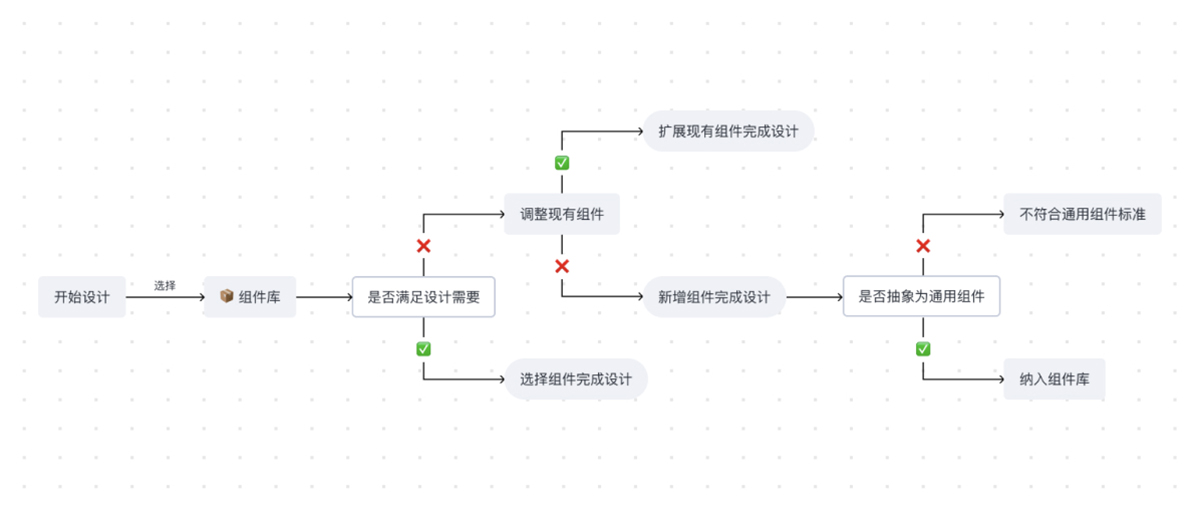 扩展现有组件完成设计
调整现有组件
不符合通用组件标准
开始设计
选择
组件库
是否满足设计需要
新增组件完成设计
是否抽象为通用组件
选择组件完成设计
纳入组件库